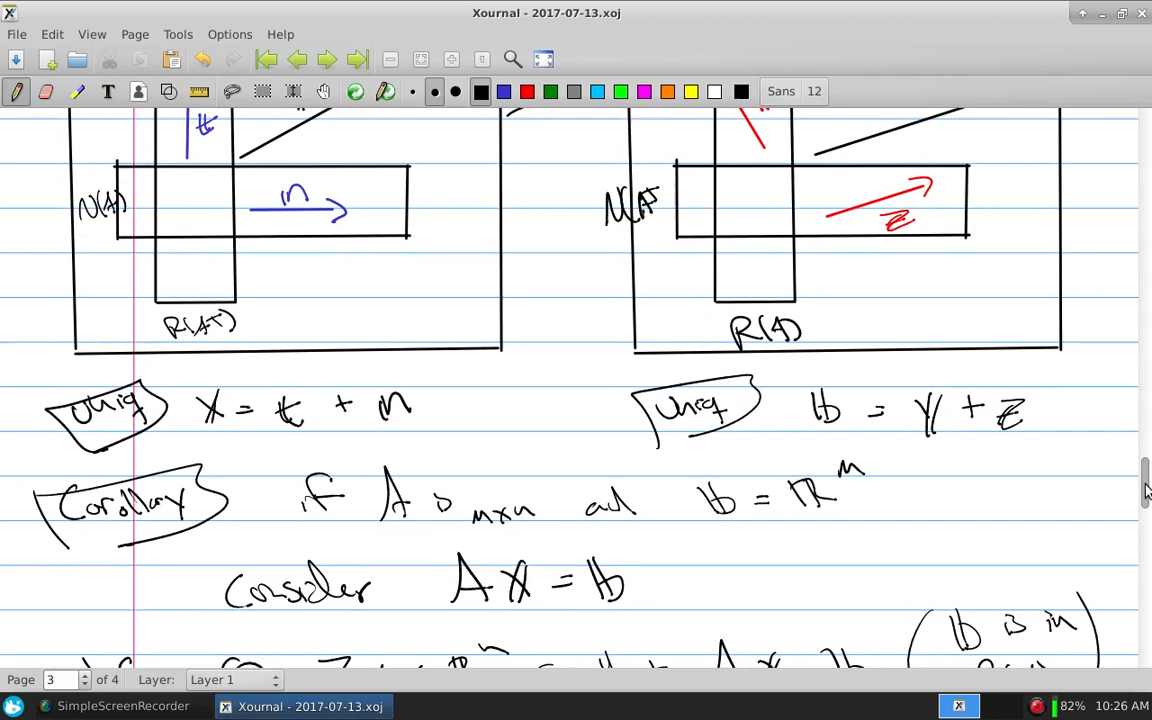 Xournal - 2017-07-13.xoj
File Edit View Page Tools Options Help
Sans 12
t
n
N(A)
R(Aᵀ)
z
N(Aᵀ
R(A)
Uniq x = t + n
Uniq b = y + z
Corollary if A is m×n and b = ℝᵐ
Consider Ax = b
(b is in)
Page 3 of 4 Layer: Layer 1
SimpleScreenRecorder Xournal - 2017-07-13.xoj 82% 10:26 AM